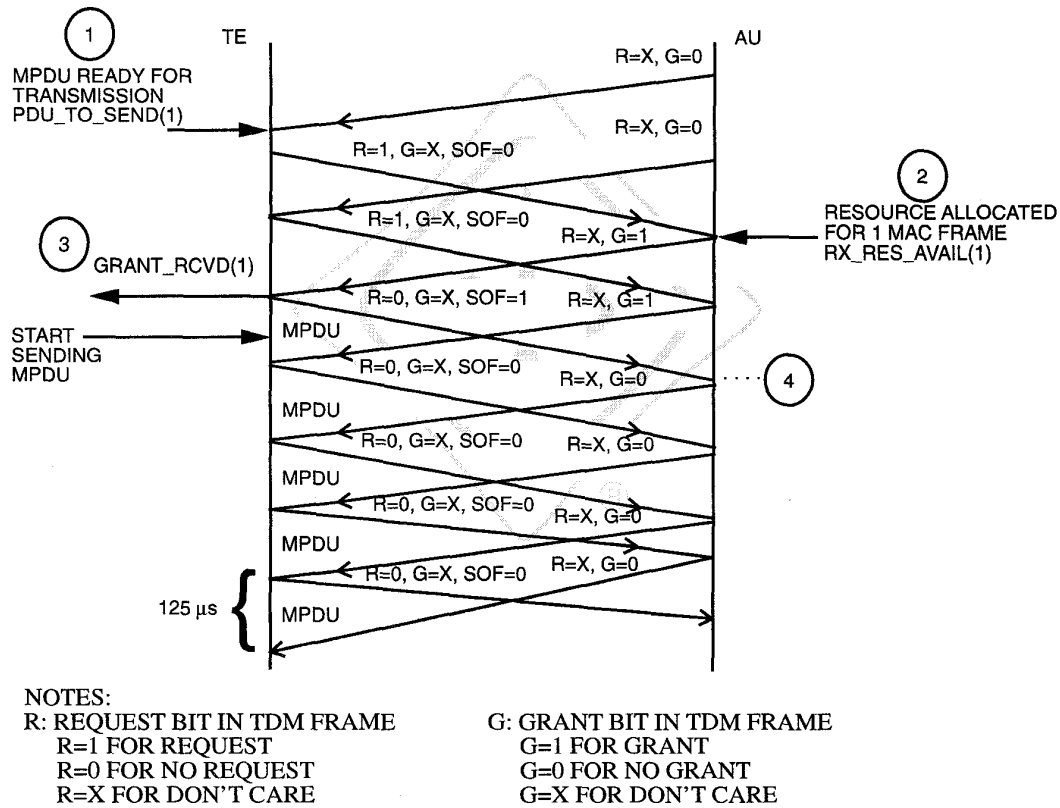 1
TE
AU
MPDU READY FOR
TRANSMISSION
PDU_TO_SEND(1)
R=X, G=0
R=X, G=0
R=1, G=X, SOF=0
2
RESOURCE ALLOCATED
FOR 1 MAC FRAME
RX_RES_AVAIL(1)
R=1, G=X, SOF=0
R=X, G=1
3
GRANT_RCVD(1)
R=0, G=X, SOF=1
R=X, G=1
START
SENDING
MPDU
MPDU
R=0, G=X, SOF=0
R=X, G=0
4
MPDU
R=0, G=X, SOF=0
R=X, G=0
MPDU
R=0, G=X, SOF=0
R=X, G=0
MPDU
R=0, G=X, SOF=0
R=X, G=0
125 µs
MPDU
NOTES:
R: REQUEST BIT IN TDM FRAME
R=1 FOR REQUEST
R=0 FOR NO REQUEST
R=X FOR DON'T CARE
G: GRANT BIT IN TDM FRAME
G=1 FOR GRANT
G=0 FOR NO GRANT
G=X FOR DON'T CARE